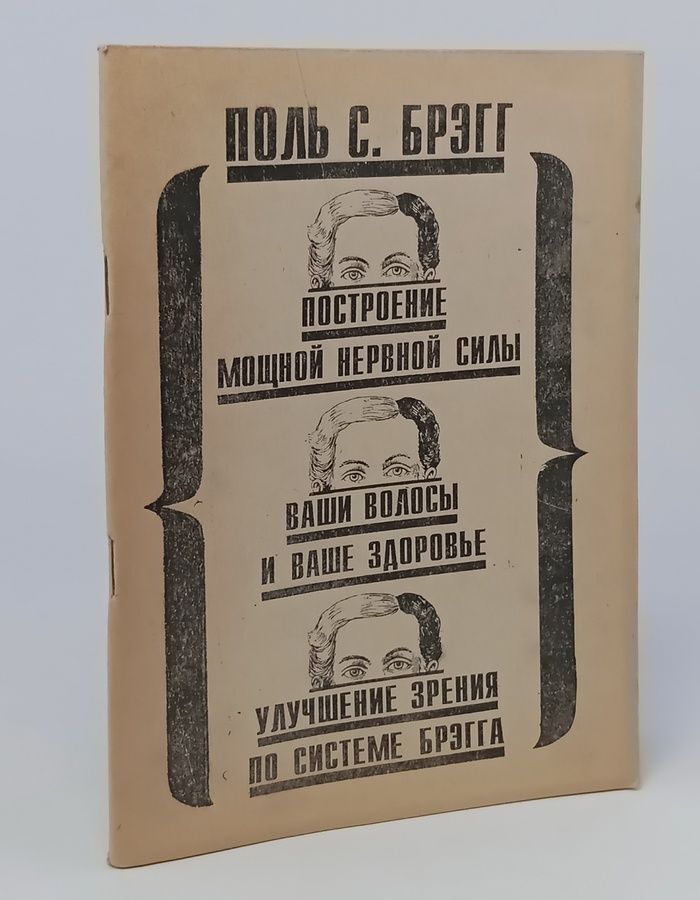 ПОЛЬ С. БРЭГГ
ПОСТРОЕНИЕ
МОЩНОЙ НЕРВНОЙ СИЛЫ
ВАШИ ВОЛОСЫ
И ВАШЕ ЗДОРОВЬЕ
УЛУЧШЕНИЕ ЗРЕНИЯ
ПО СИСТЕМЕ БРЭГГА